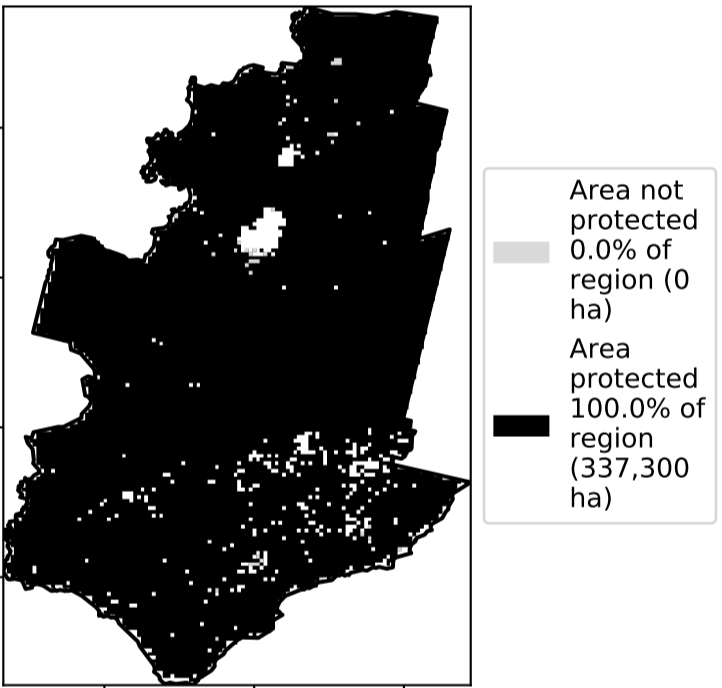 Area not
protected
0.0% of
region (0
ha)
Area
protected
100.0% of
region
(337,300
ha)